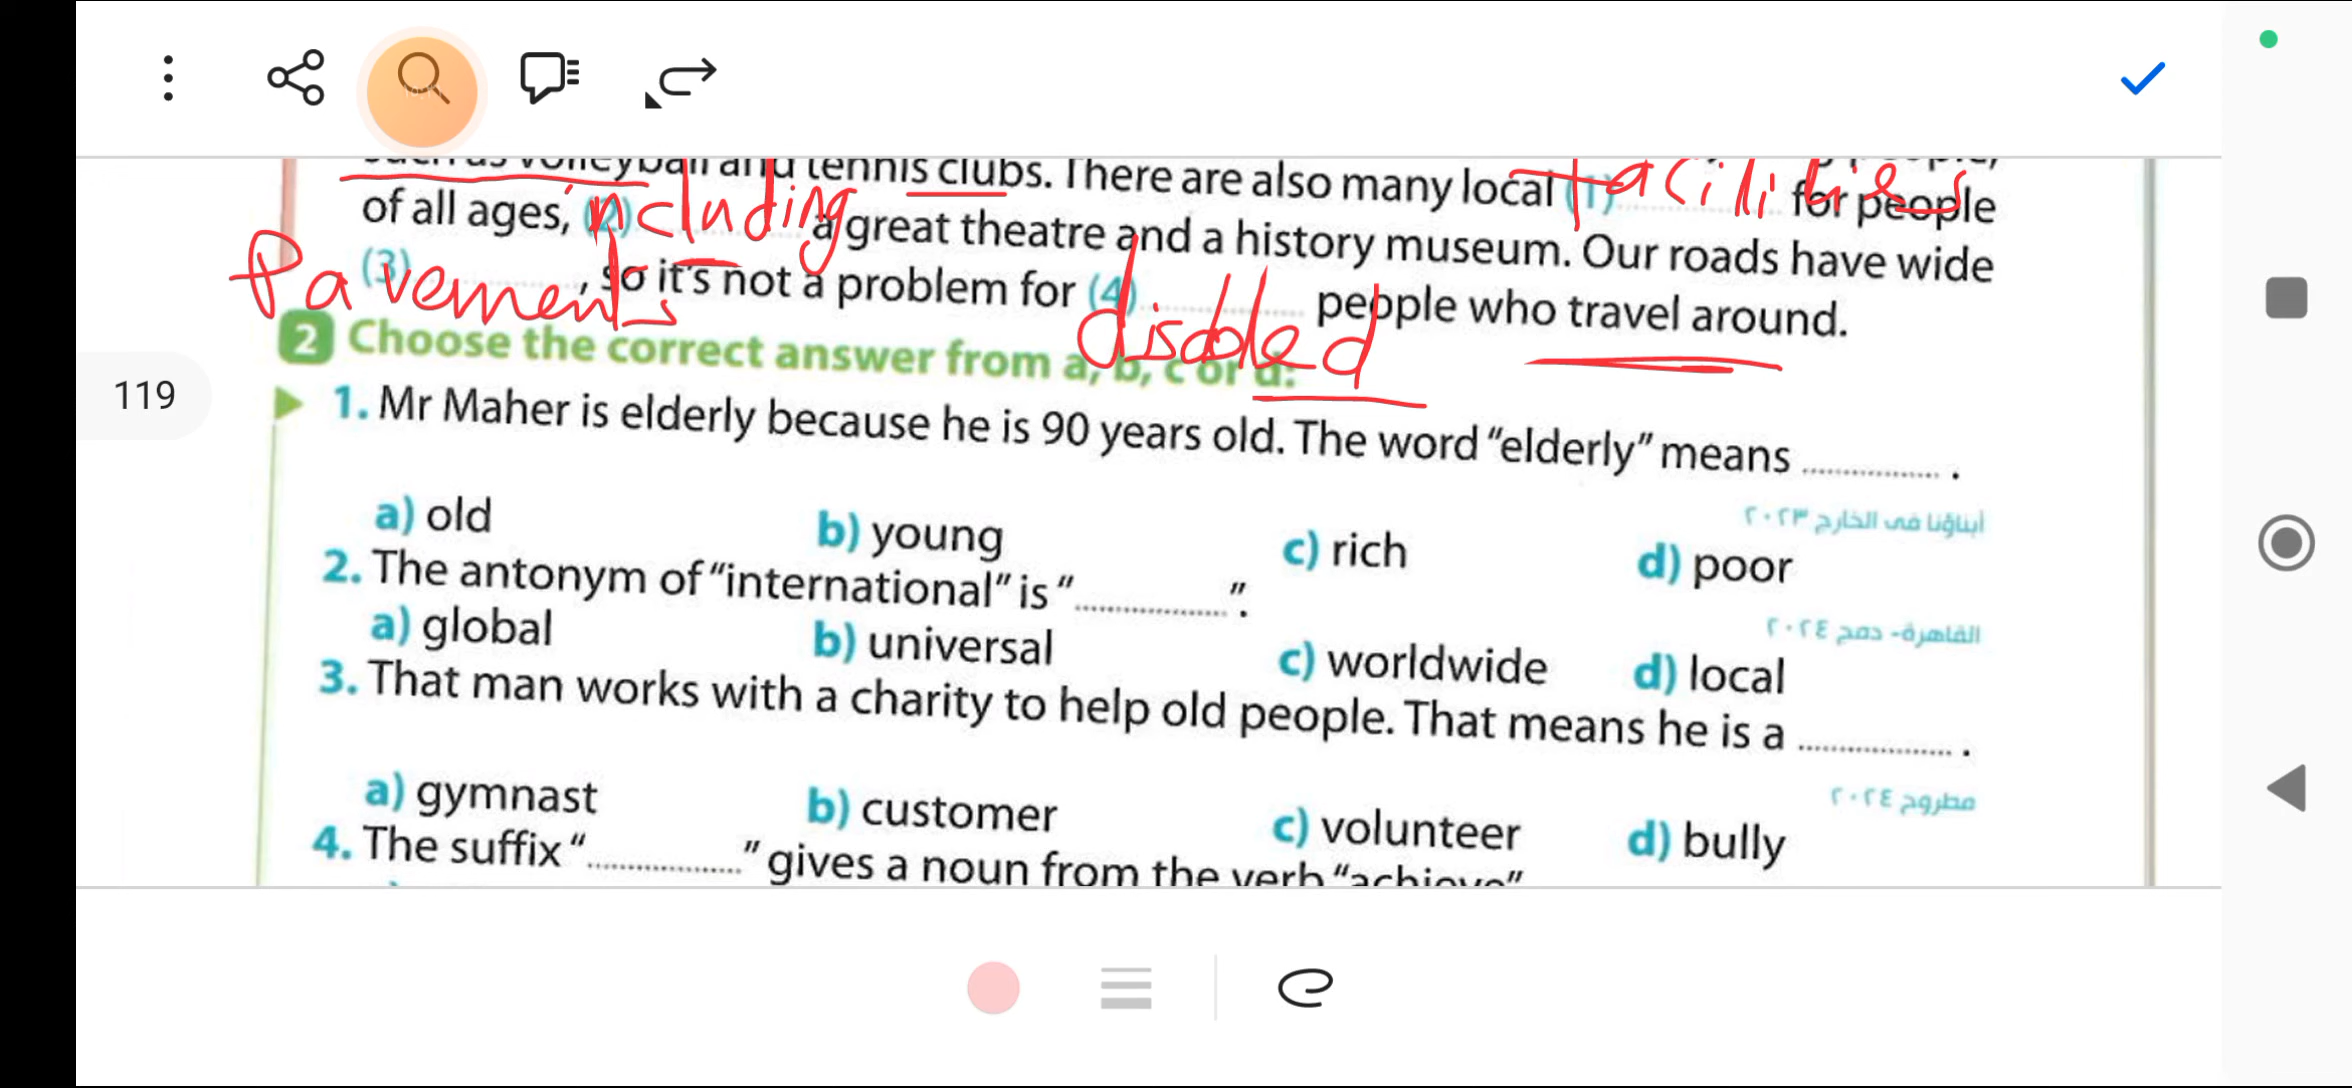 such as volleyball and tennis clubs. There are also many local (1) facilities for people
of all ages, (2) including a great theatre and a history museum. Our roads have wide
(3) Pavements, so it's not a problem for (4) disabled people who travel around.
2 Choose the correct answer from a, b, c or d:
119
1. Mr Maher is elderly because he is 90 years old. The word "elderly" means .............. .
أبناؤنا فى الخارج ٢٠٢٣
a) old b) young c) rich d) poor
2. The antonym of "international" is "..............".
القاهرة- دمج ٢٠٢٤
a) global b) universal c) worldwide d) local
3. That man works with a charity to help old people. That means he is a .............. .
مطروح ٢٠٢٤
a) gymnast b) customer c) volunteer d) bully
4. The suffix ".............." gives a noun from the verb "achieve"